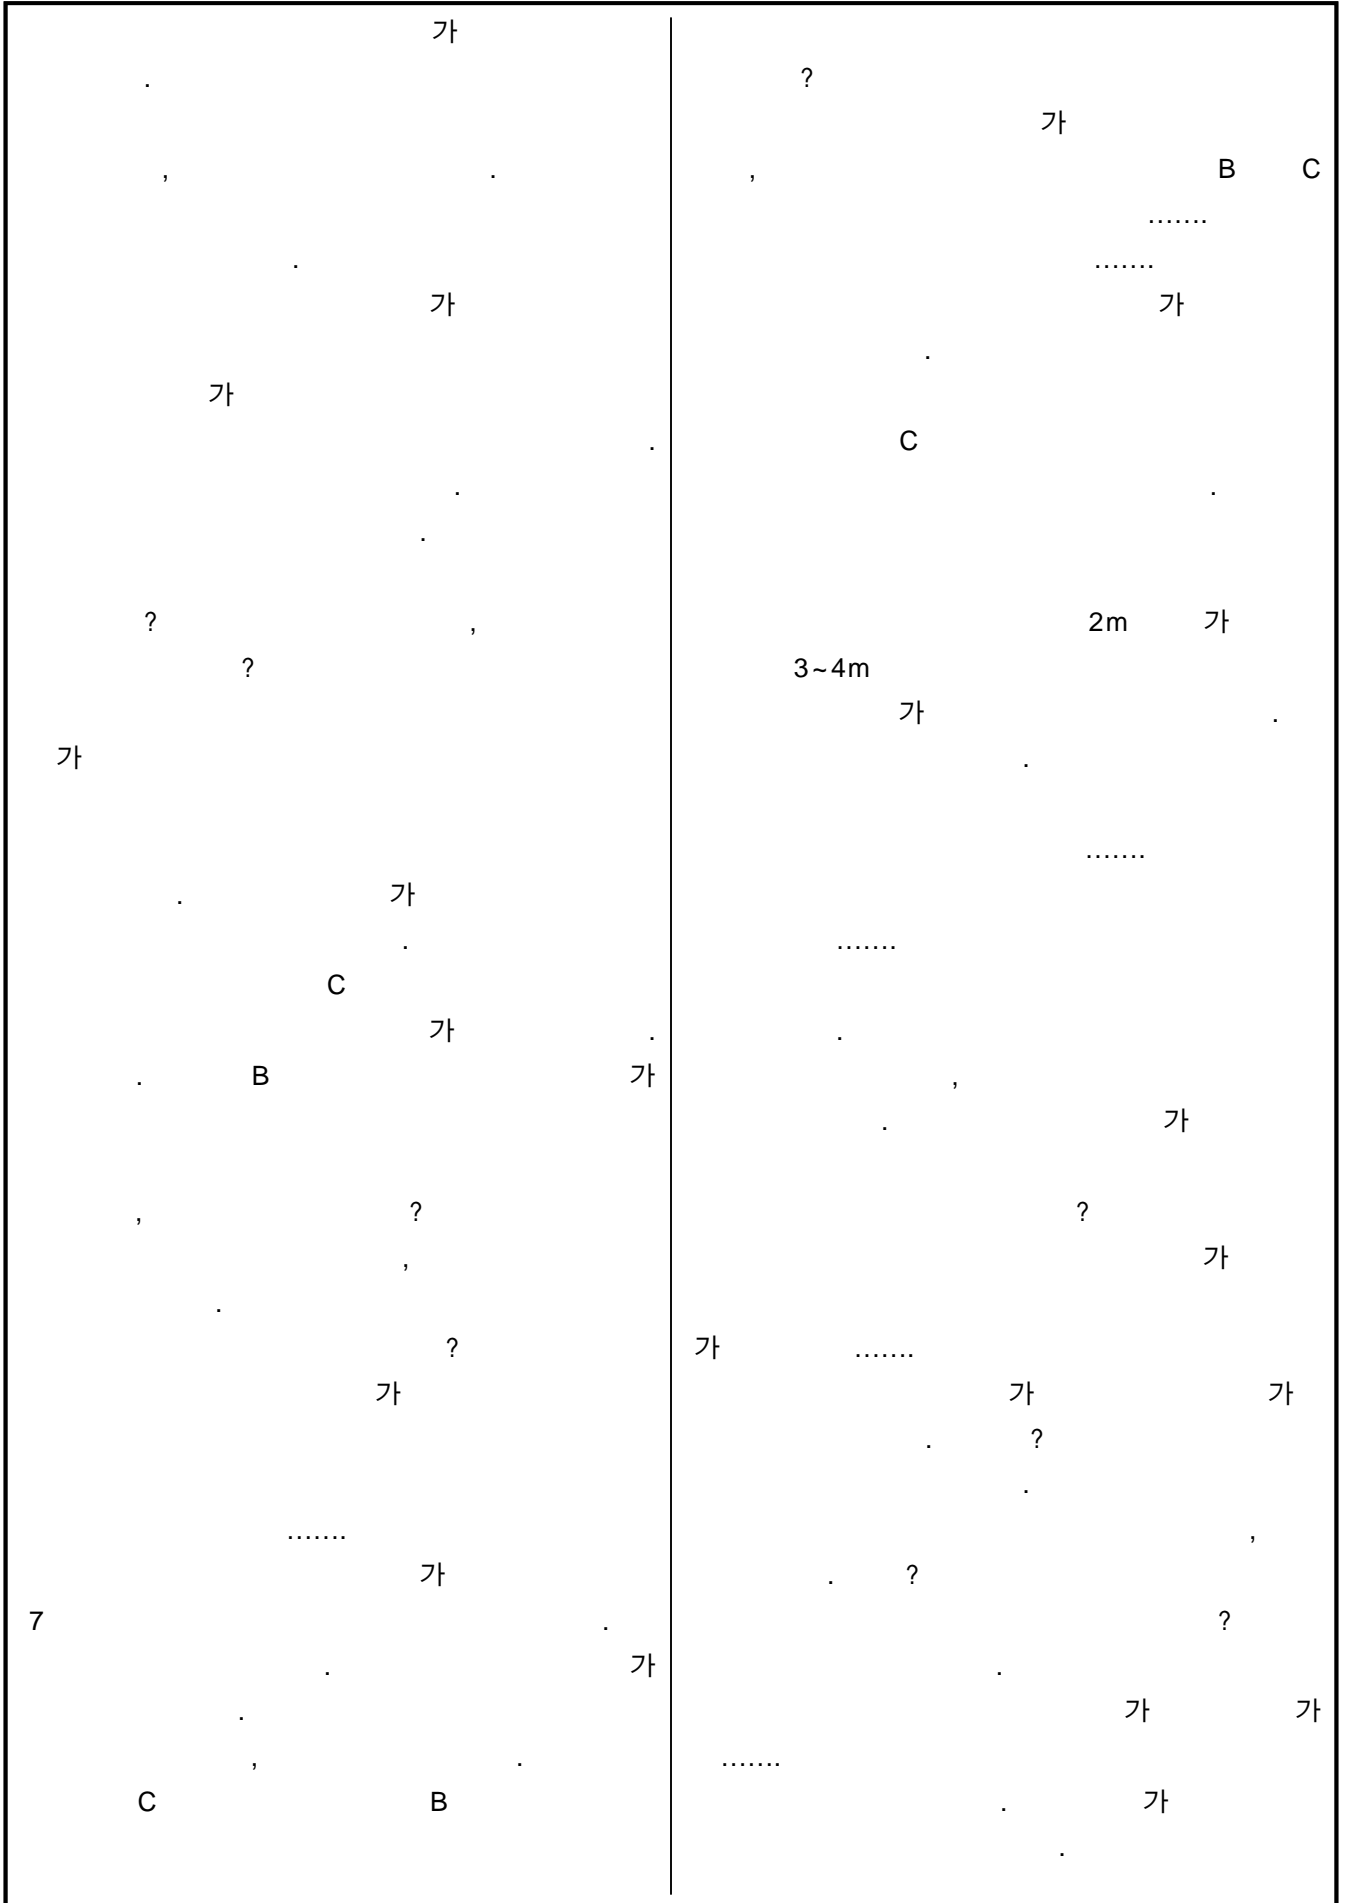 가
.
, .
.
가
가
.
.
.
? ,
?
가
. 가
.
C
가 .
. B 가
, ?
,
.
?
가
…….
가
7 .
. 가
.
, .
C B
?
가
, B C
…….
…….
가
.
C
.
2m 가
3~4m
가 .
.
…….
…….
.
,
. 가
?
가
가 …….
가 가
. ?
.
,
. ?
?
.
가 가
…….
. 가
.